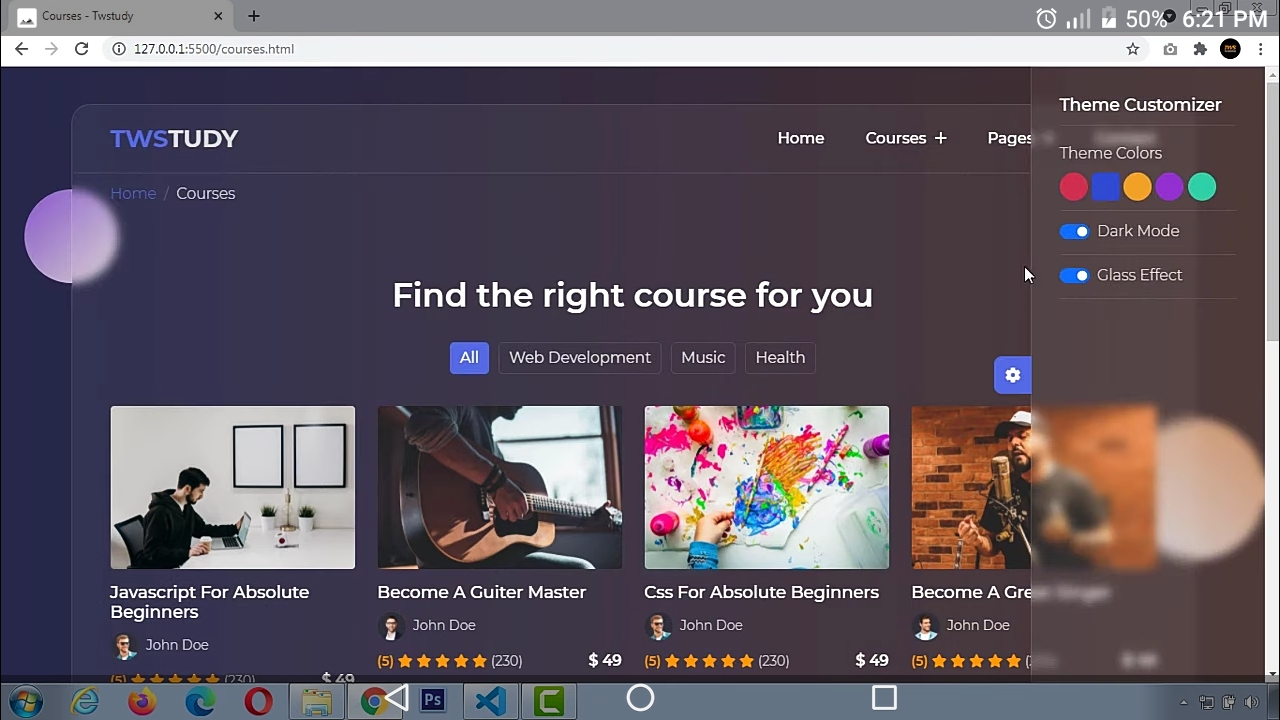 Courses - Twstudy
50% 6:21 PM
127.0.0.1:5500/courses.html
TWSTUDY
Home Courses + Pages
Theme Customizer
Home / Courses
Theme Colors
Dark Mode
Glass Effect
Find the right course for you
All Web Development Music Health
Javascript For Absolute
Beginners
John Doe
(5) (230) $ 49
Become A Guiter Master
John Doe
(5) (230) $ 49
Css For Absolute Beginners
John Doe
(5) (230) $ 49
Become A Gre
John Doe
(5)
Ps